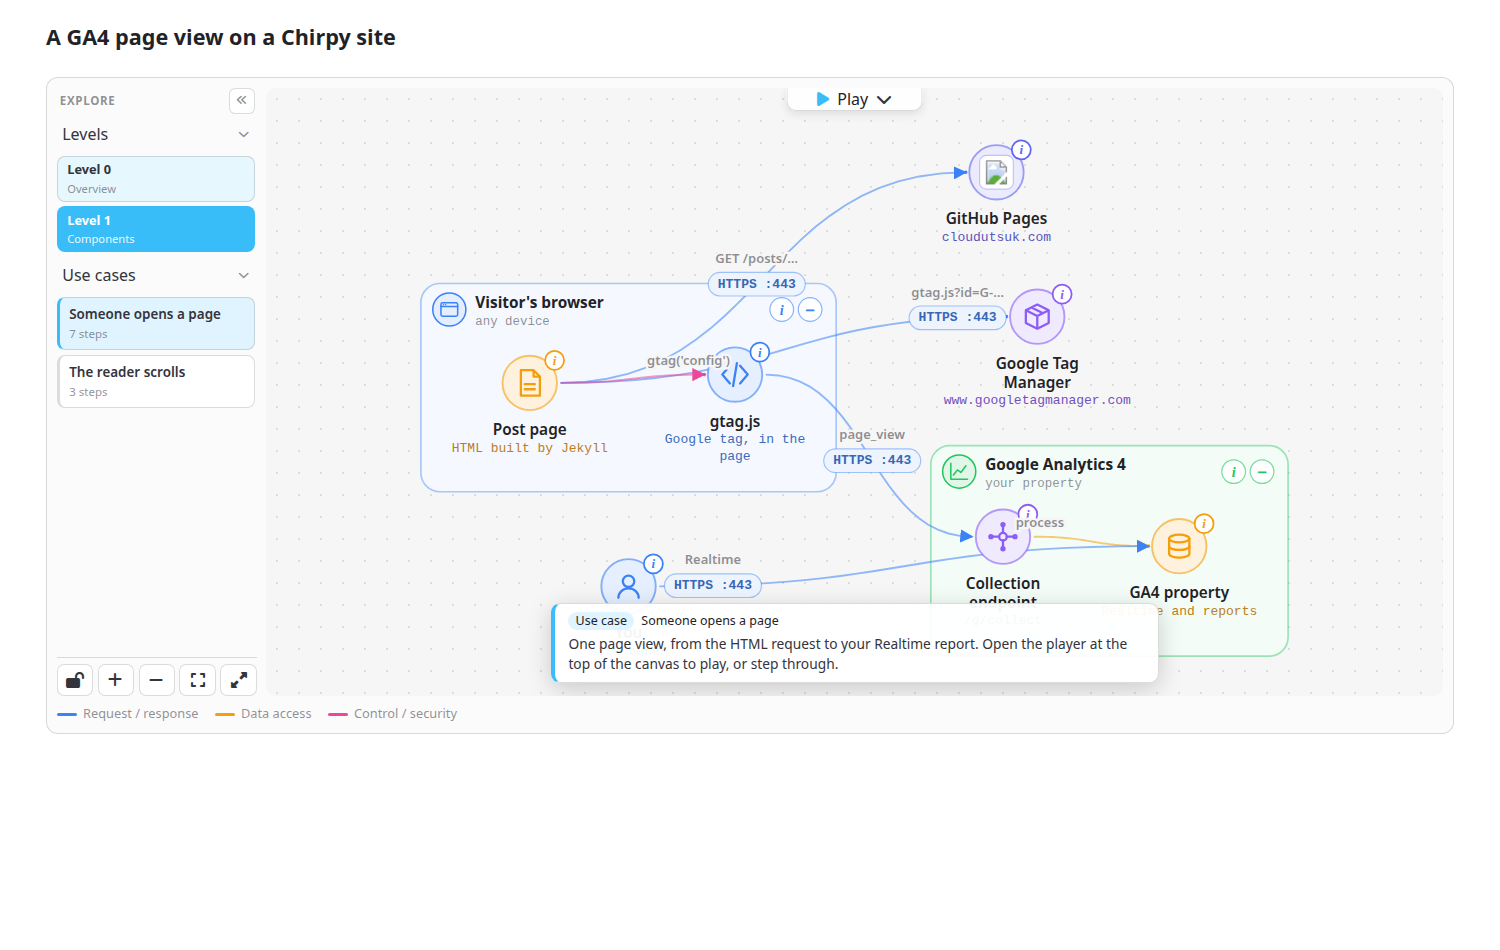 A GA4 page view on a Chirpy site
EXPLORE
Levels
Level 0
Overview
Level 1
Components
Use cases
Someone opens a page
7 steps
The reader scrolls
3 steps
Play
GitHub Pages
cloudutsuk.com
GET /posts/...
HTTPS :443
Visitor's browser
any device
gtag.js?id=G-...
HTTPS :443
Google Tag
Manager
www.googletagmanager.com
gtag('config')
Post page
HTML built by Jekyll
gtag.js
Google tag, in the
page
page_view
HTTPS :443
Google Analytics 4
your property
process
Collection
endpoint
GA4 property
Realtime and reports
Realtime
HTTPS :443
You
Use case Someone opens a page
One page view, from the HTML request to your Realtime report. Open the player at the
top of the canvas to play, or step through.
Request / response
Data access
Control / security